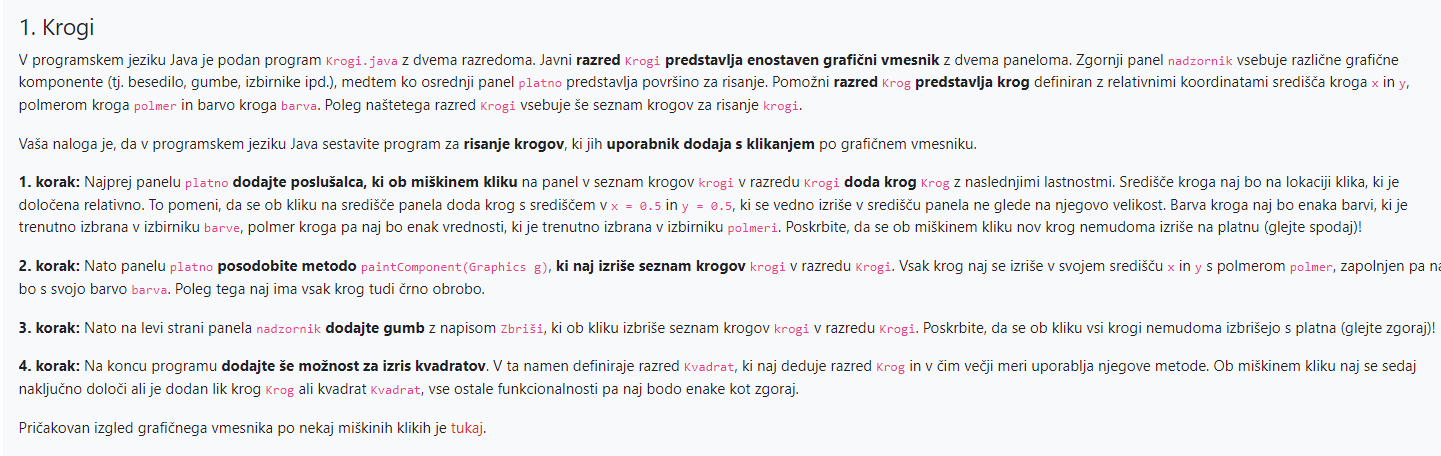 1. Krogi
V programskem jeziku Java je podan program Krogi.java z dvema razredoma. Javni razred Krogi predstavlja enostaven grafični vmesnik z dvema paneloma. Zgornji panel nadzornik vsebuje različne grafične
komponente (tj. besedilo, gumbe, izbirnike ipd.), medtem ko osrednji panel platno predstavlja površino za risanje. Pomožni razred Krog predstavlja krog definiran z relativnimi koordinatami središča kroga x in y,
polmerom kroga polmer in barvo kroga barva. Poleg naštetega razred Krogi vsebuje še seznam krogov za risanje krogi.
Vaša naloga je, da v programskem jeziku Java sestavite program za risanje krogov, ki jih uporabnik dodaja s klikanjem po grafičnem vmesniku.
1. korak: Najprej panelu platno dodajte poslušalca, ki ob miškinem kliku na panel v seznam krogov krogi v razredu Krogi doda krog Krog z naslednjimi lastnostmi. Središče kroga naj bo na lokaciji klika, ki je
določena relativno. To pomeni, da se ob kliku na središče panela doda krog s središčem v x = 0.5 in y = 0.5, ki se vedno izriše v središču panela ne glede na njegovo velikost. Barva kroga naj bo enaka barvi, ki je
trenutno izbrana v izbirniku barve, polmer kroga pa naj bo enak vrednosti, ki je trenutno izbrana v izbirniku polmeri. Poskrbite, da se ob miškinem kliku nov krog nemudoma izriše na platnu (glejte spodaj)!
2. korak: Nato panelu platno posodobite metodo paintComponent(Graphics g), ki naj izriše seznam krogov krogi v razredu Krogi. Vsak krog naj se izriše v svojem središču x in y s polmerom polmer, zapolnjen pa na
bo s svojo barvo barva. Poleg tega naj ima vsak krog tudi črno obrobo.
3. korak: Nato na levi strani panela nadzornik dodajte gumb z napisom Zbriši, ki ob kliku izbriše seznam krogov krogi v razredu Krogi. Poskrbite, da se ob kliku vsi krogi nemudoma izbrišejo s platna (glejte zgoraj)!
4. korak: Na koncu programu dodajte še možnost za izris kvadratov. V ta namen definiraje razred Kvadrat, ki naj deduje razred Krog in v čim večji meri uporablja njegove metode. Ob miškinem kliku naj se sedaj
naključno določi ali je dodan lik krog Krog ali kvadrat Kvadrat, vse ostale funkcionalnosti pa naj bodo enake kot zgoraj.
Pričakovan izgled grafičnega vmesnika po nekaj miškinih klikih je tukaj.